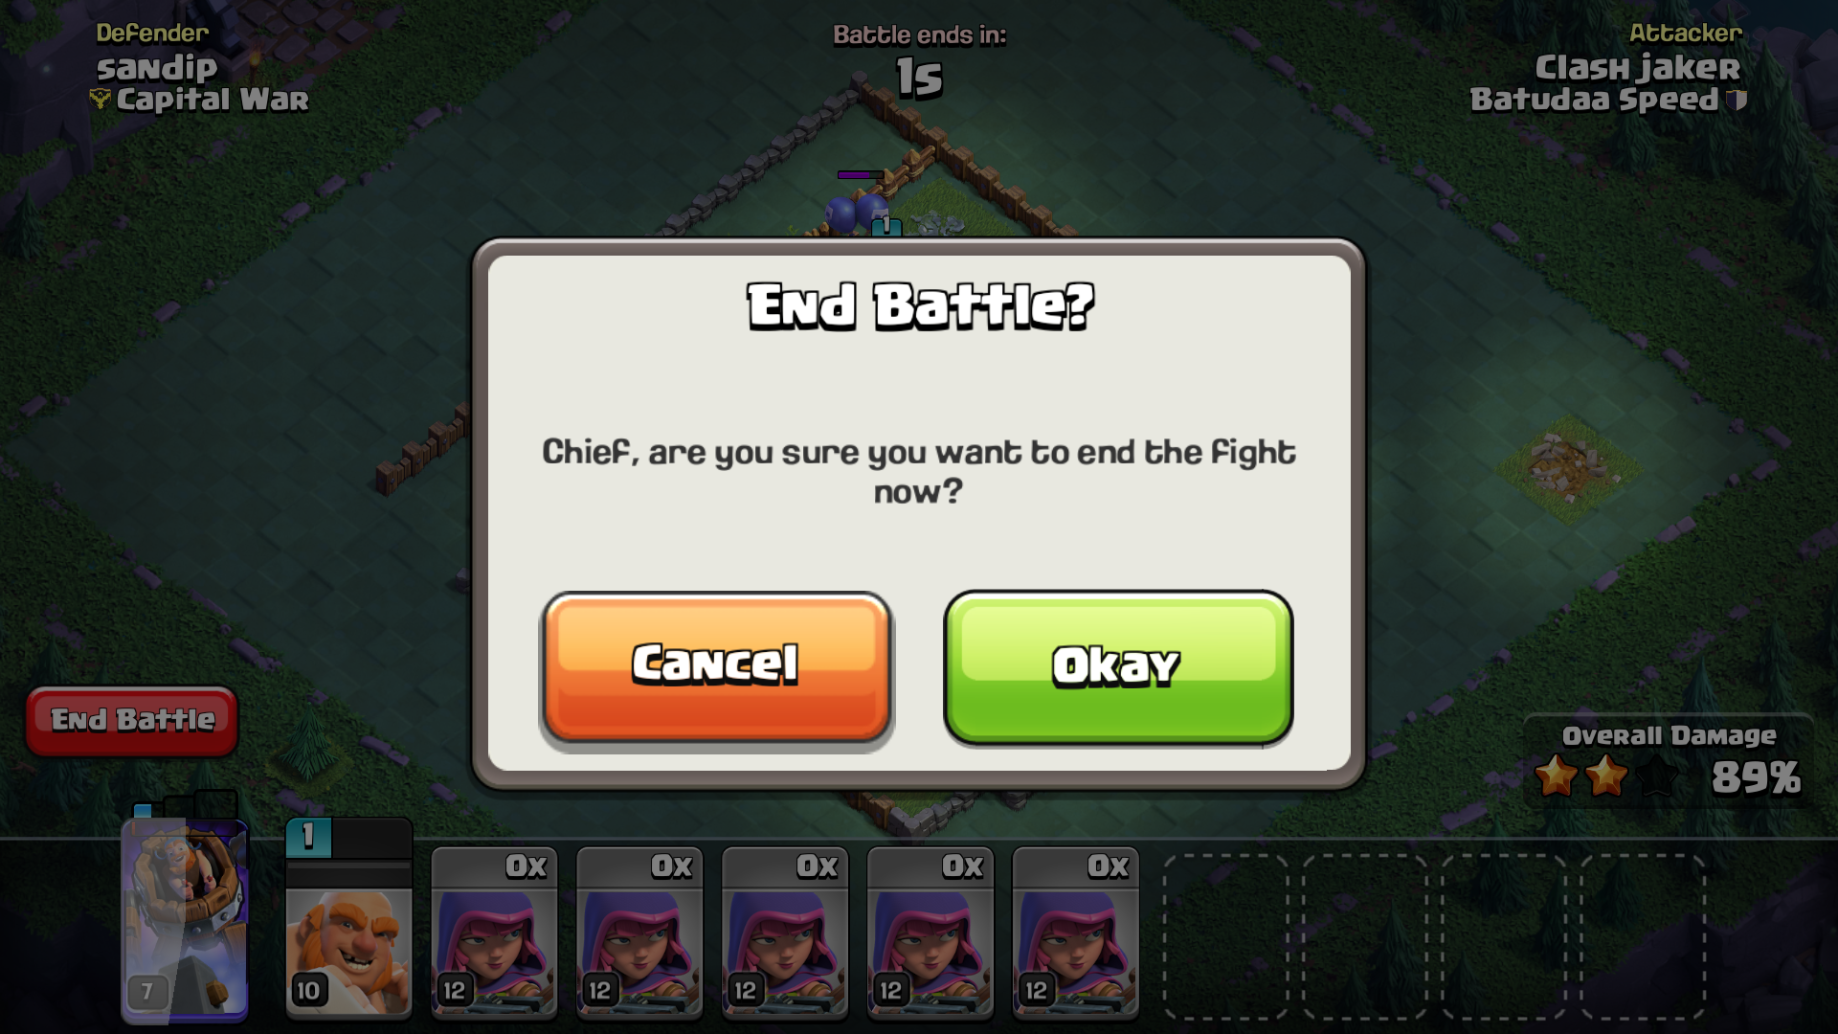 Defender
sandip
Capital War
Battle ends in:
1s
Attacker
Clash jaker
Batudaa Speed
1
End Battle?
Chief, are you sure you want to end the fight
now?
Cancel
Okay
End Battle
Overall Damage
89%
1
0x
0x
0x
0x
0x
7
10
12
12
12
12
12